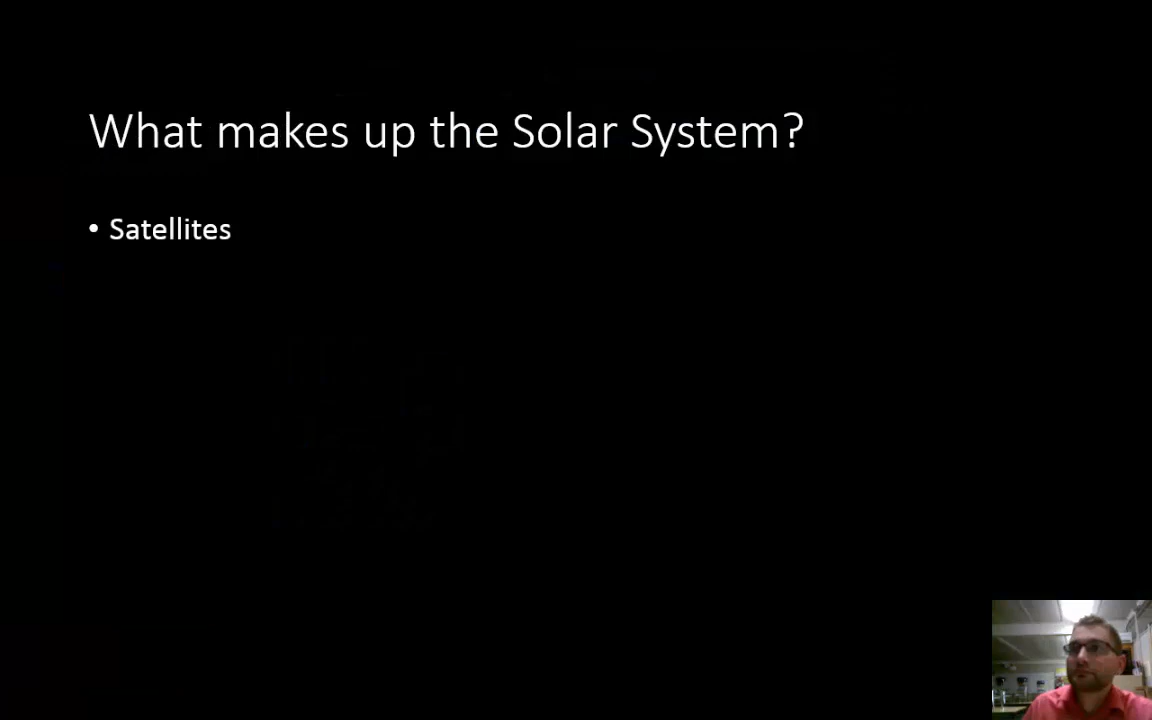 What makes up the Solar System?
• Satellites